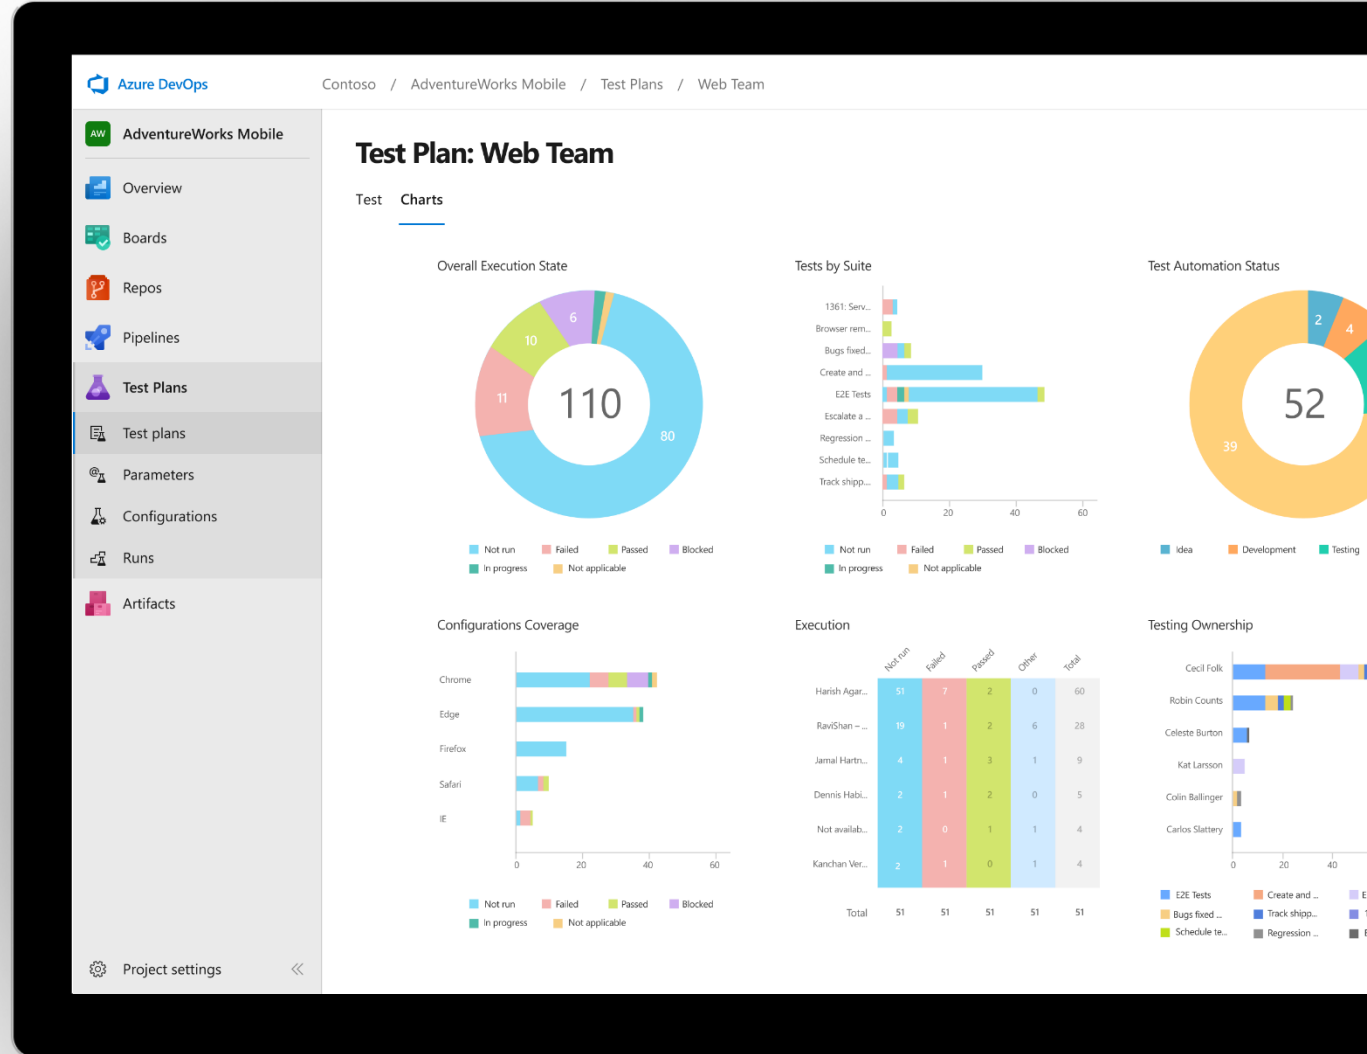 Azure DevOps
Contoso / AdventureWorks Mobile / Test Plans / Web Team
AW AdventureWorks Mobile
Overview
Boards
Repos
Pipelines
Test Plans
Test plans
Parameters
Configurations
Runs
Artifacts
Project settings
Test Plan: Web Team
Test Charts
Overall Execution State
6
10
11
110
80
Not run Failed Passed Blocked
In progress Not applicable
Tests by Suite
1361: Serv...
Browser rem...
Bugs fixed...
Create and ...
E2E Tests
Escalate a ...
Regression ...
Schedule te...
Track shipp...
0 20 40 60
Not run Failed Passed Blocked
In progress Not applicable
Test Automation Status
2
4
52
39
Idea Development Testing
Configurations Coverage
Chrome
Edge
Firefox
Safari
IE
0 20 40 60
Not run Failed Passed Blocked
In progress Not applicable
Execution
Not run Failed Passed Other Total
Harish Agar... 51 7 2 0 60
RaviShan – ... 19 1 2 6 28
Jamal Hartn... 4 1 3 1 9
Dennis Habi... 2 1 2 0 5
Not availab... 2 0 1 1 4
Kanchan Ver... 2 1 0 1 4
Total 51 51 51 51 51
Testing Ownership
Cecil Folk
Robin Counts
Celeste Burton
Kat Larsson
Colin Ballinger
Carlos Slattery
0 20 40
E2E Tests Create and ...
Bugs fixed ... Track shipp...
Schedule te... Regression ...